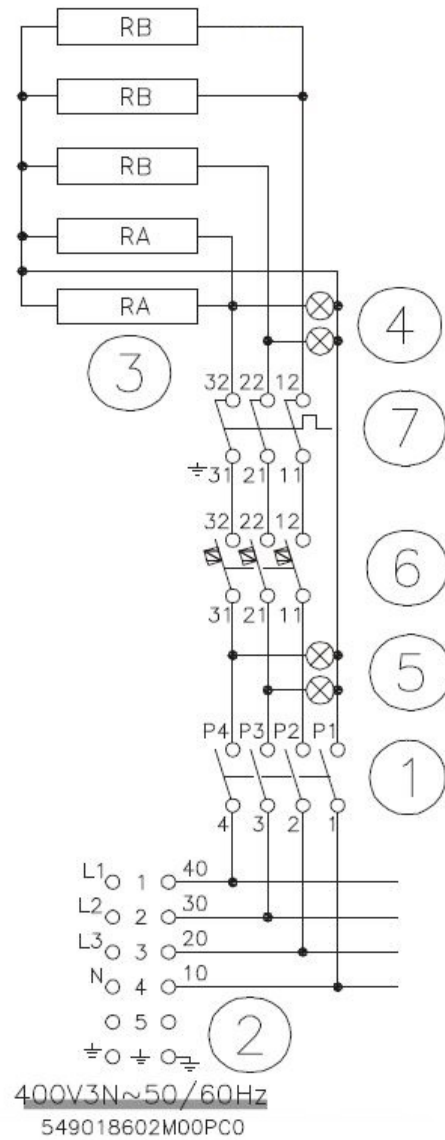 RB
RB
RB
RA
RA
3
4
32 22 12
7
31 21 11
32 22 12
6
31 21 11
5
P4 P3 P2 P1
1
4 3 2 1
L1 1 40
L2 2 30
L3 3 20
N 4 10
5
2
400V3N~50/60Hz
549018602M00PC0